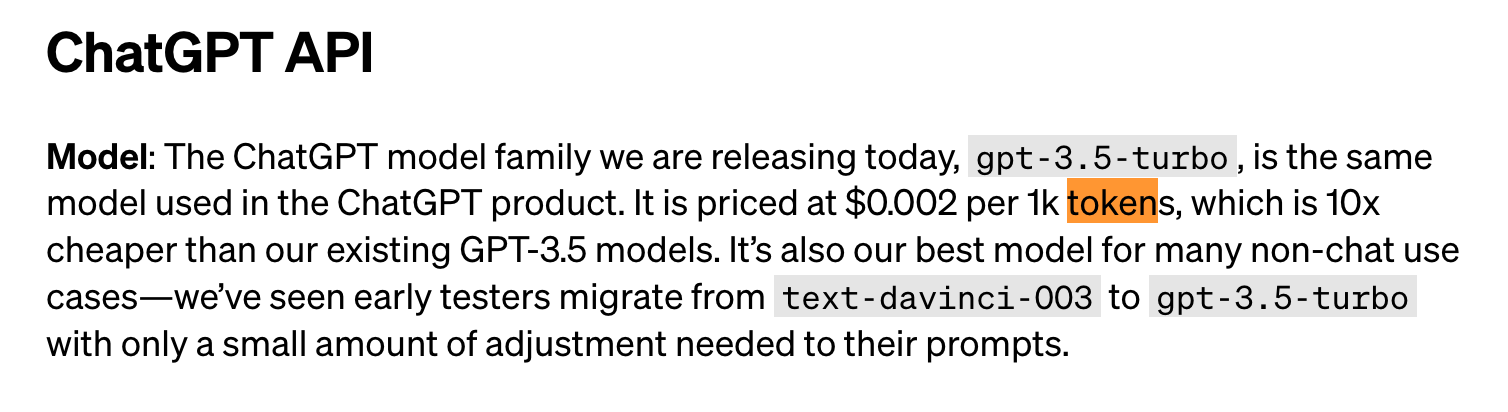 ChatGPT API
Model: The ChatGPT model family we are releasing today, gpt-3.5-turbo, is the same
model used in the ChatGPT product. It is priced at $0.002 per 1k tokens, which is 10x
cheaper than our existing GPT-3.5 models. It’s also our best model for many non-chat use
cases—we’ve seen early testers migrate from text-davinci-003 to gpt-3.5-turbo
with only a small amount of adjustment needed to their prompts.